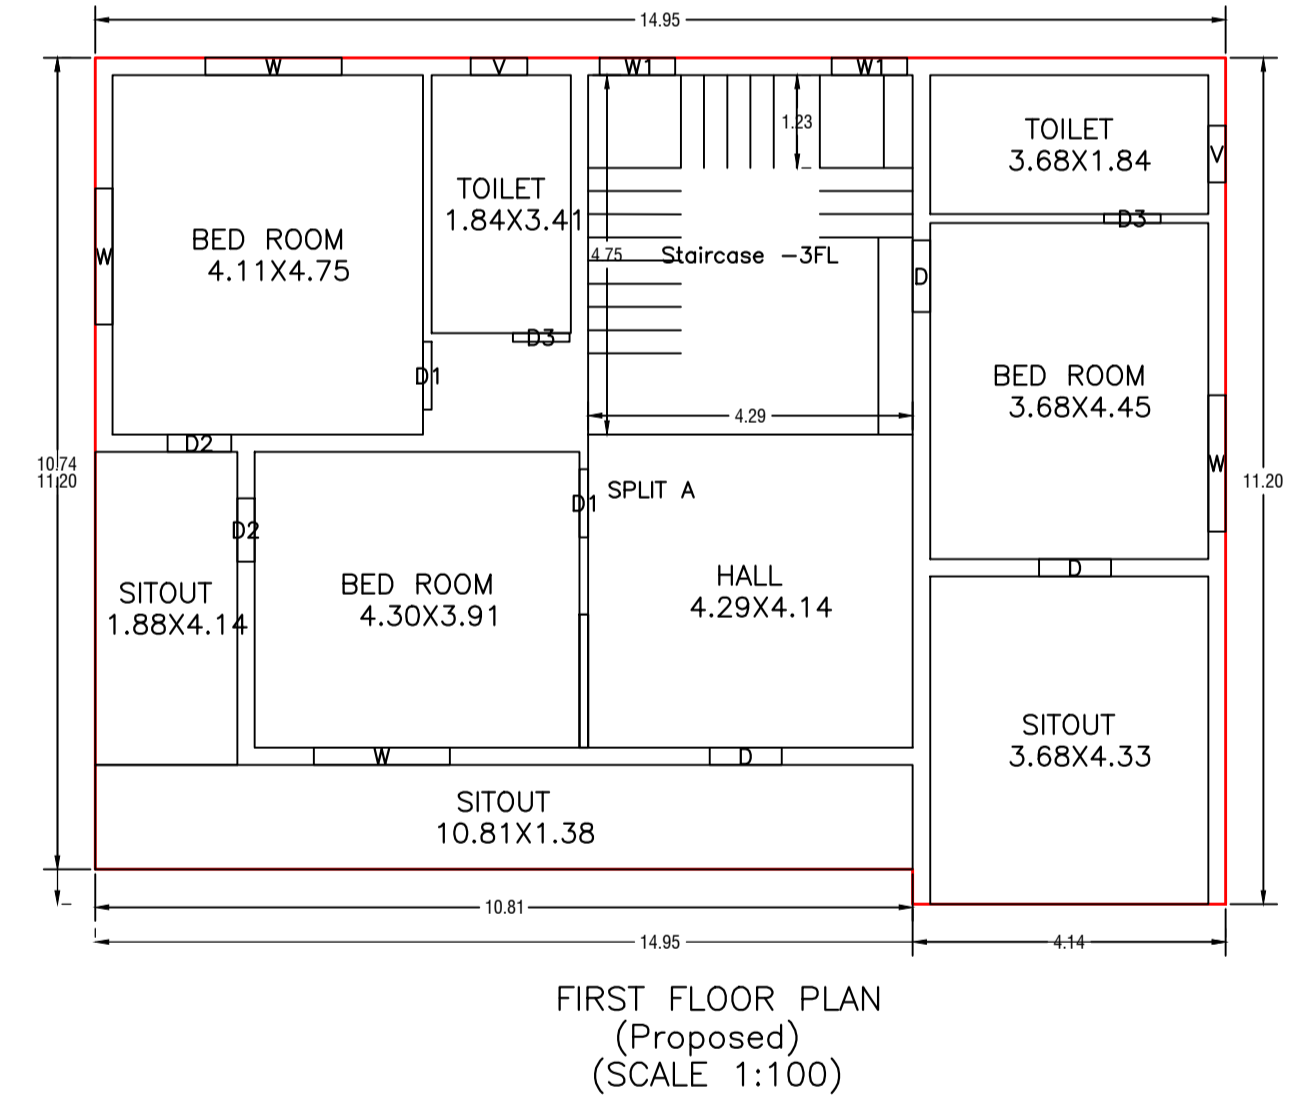 14.95
W
V
W1
W1
1.23
TOILET
3.68X1.84
V
TOILET
1.84X3.41
D3
BED ROOM
4.11X4.75
W
4.75
Staircase -3FL
D
D3
D1
BED ROOM
3.68X4.45
4.29
D2
10.74
11.20
W
11.20
SPLIT A
D1
D2
HALL
4.29X4.14
D
SITOUT
1.88X4.14
BED ROOM
4.30X3.91
SITOUT
3.68X4.33
W
D
SITOUT
10.81X1.38
10.81
14.95
4.14
FIRST FLOOR PLAN
(Proposed)
(SCALE 1:100)